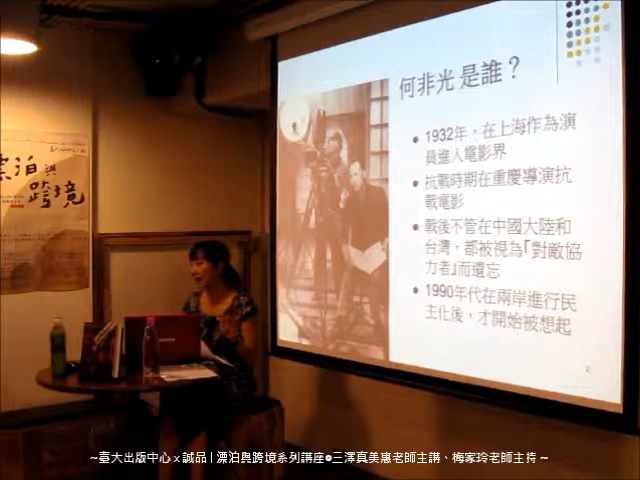 何非光是誰？
1932年，在上海作為演
員進入電影界
抗戰時期在重慶導演抗
戰電影
戰後不管在中國大陸和
台灣，都被視為「對敵協
力者」而遺忘
1990年代在兩岸進行民
主化後，才開始被想起
2
漂泊與
跨境
~臺大出版中心 x 誠品 | 漂泊與跨境系列講座●三澤真美惠老師主講、梅家玲老師主持 ~